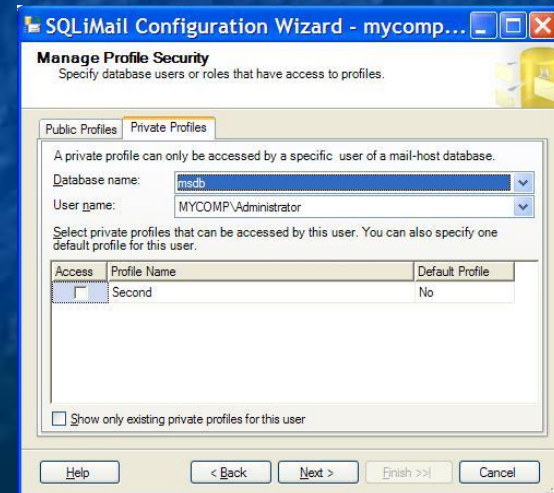 SQLiMail Configuration Wizard - mycomp...
Manage Profile Security
Specify database users or roles that have access to profiles.
Public Profiles Private Profiles
A private profile can only be accessed by a specific user of a mail-host database.
Database name: msdb
User name: MYCOMP\Administrator
Select private profiles that can be accessed by this user. You can also specify one
default profile for this user.
Access Profile Name Default Profile
Second No
Show only existing private profiles for this user
Help < Back Next > Finish >>| Cancel